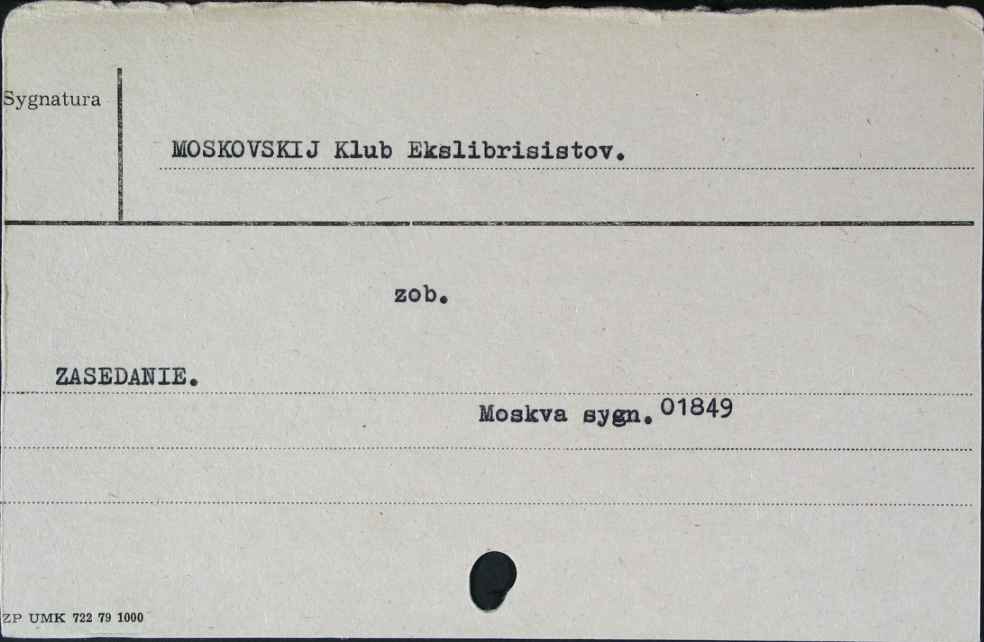 Sygnatura
MOSKOVSKIJ Klub Ekslibrisistov.
zob.
ZASEDANIE.
Moskva sygn. 01849
ZP UMK 722 79 1000